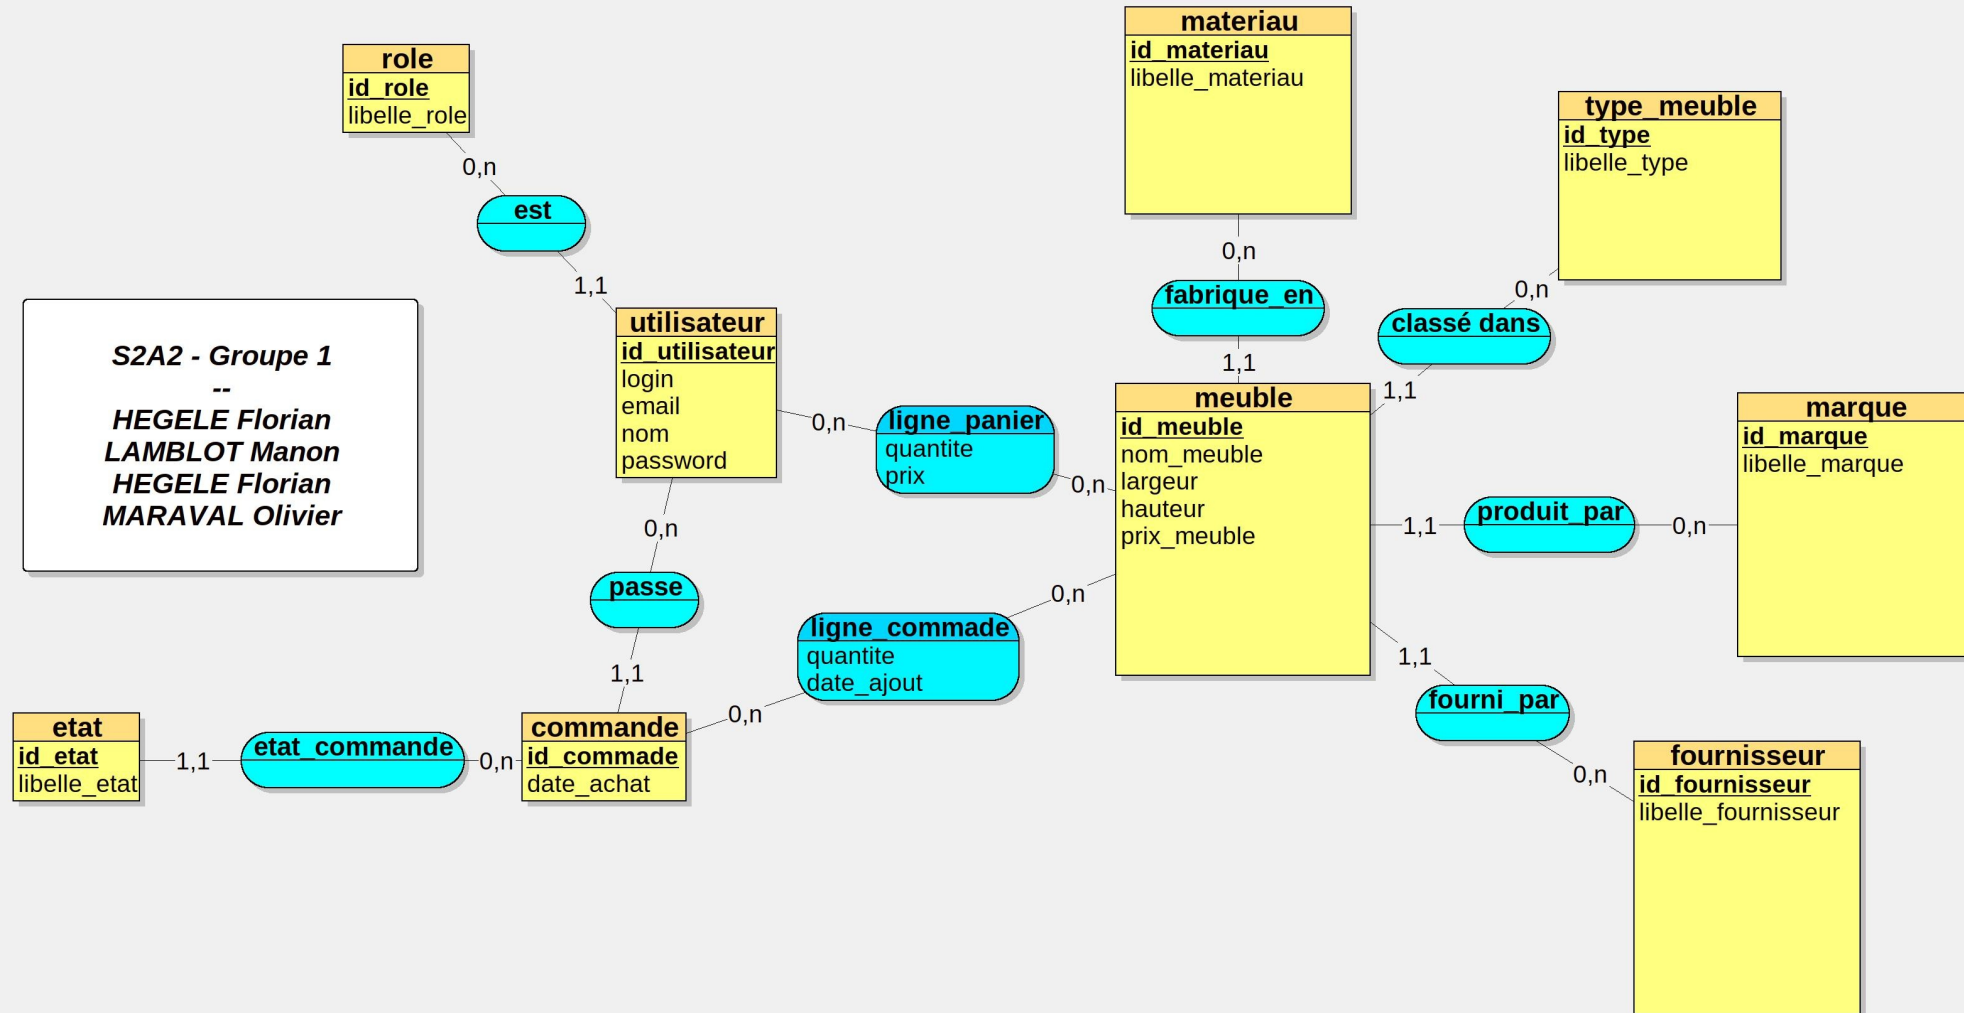 materiau
id_materiau
libelle_materiau
role
id_role
libelle_role
0,n
est
1,1
type_meuble
id_type
libelle_type
0,n
fabrique_en
1,1
0,n
classé dans
1,1
S2A2 - Groupe 1
--
HEGELE Florian
LAMBLOT Manon
HEGELE Florian
MARAVAL Olivier
utilisateur
id_utilisateur
login
email
nom
password
0,n
ligne_panier
quantite
prix
0,n
meuble
id_meuble
nom_meuble
largeur
hauteur
prix_meuble
marque
id_marque
libelle_marque
1,1
produit_par
0,n
0,n
passe
1,1
0,n
ligne_commade
quantite
date_ajout
0,n
1,1
fourni_par
0,n
etat
id_etat
libelle_etat
1,1
etat_commande
0,n
commande
id_commade
date_achat
fournisseur
id_fournisseur
libelle_fournisseur